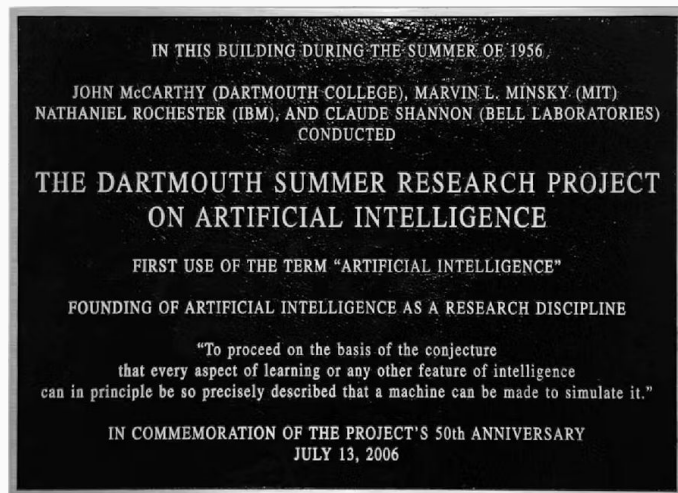 IN THIS BUILDING DURING THE SUMMER OF 1956
JOHN McCARTHY (DARTMOUTH COLLEGE), MARVIN L. MINSKY (MIT)
NATHANIEL ROCHESTER (IBM), AND CLAUDE SHANNON (BELL LABORATORIES)
CONDUCTED
THE DARTMOUTH SUMMER RESEARCH PROJECT
ON ARTIFICIAL INTELLIGENCE
FIRST USE OF THE TERM “ARTIFICIAL INTELLIGENCE”
FOUNDING OF ARTIFICIAL INTELLIGENCE AS A RESEARCH DISCIPLINE
“To proceed on the basis of the conjecture
that every aspect of learning or any other feature of intelligence
can in principle be so precisely described that a machine can be made to simulate it.”
IN COMMEMORATION OF THE PROJECT’S 50th ANNIVERSARY
JULY 13, 2006